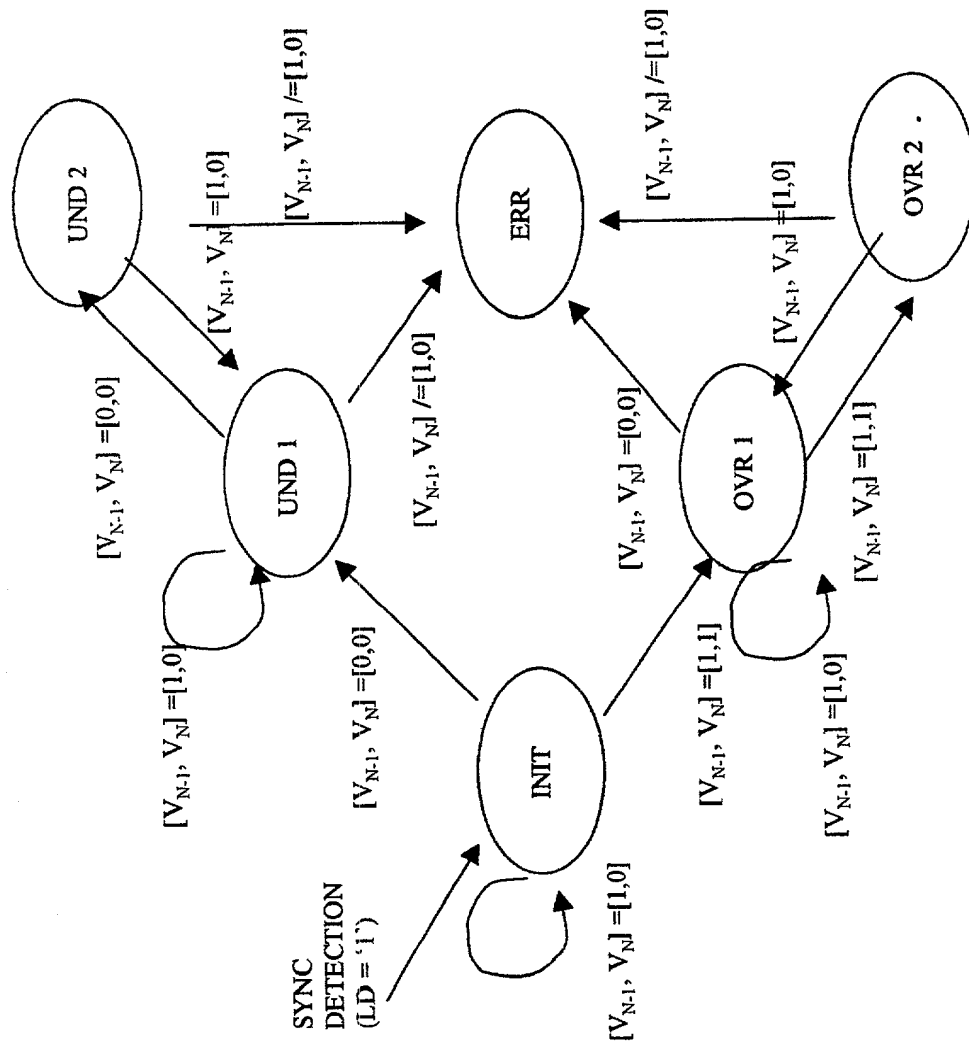 SYNC
DETECTION
(LD = '1')
[V_{N-1}, V_N] =[1,0]
INIT
[V_{N-1}, V_N] =[0,0]
[V_{N-1}, V_N] =[1,1]
[V_{N-1}, V_N] =[1,0]
UND 1
[V_{N-1}, V_N] =[0,0]
[V_{N-1}, V_N] /=[1,0]
UND 2
[V_{N-1}, V_N] =[1,0]
[V_{N-1}, V_N] /=[1,0]
ERR
[V_{N-1}, V_N] =[0,0]
OVR 1
[V_{N-1}, V_N] =[1,0]
[V_{N-1}, V_N] =[1,1]
[V_{N-1}, V_N] =[1,0]
[V_{N-1}, V_N] /=[1,0]
OVR 2